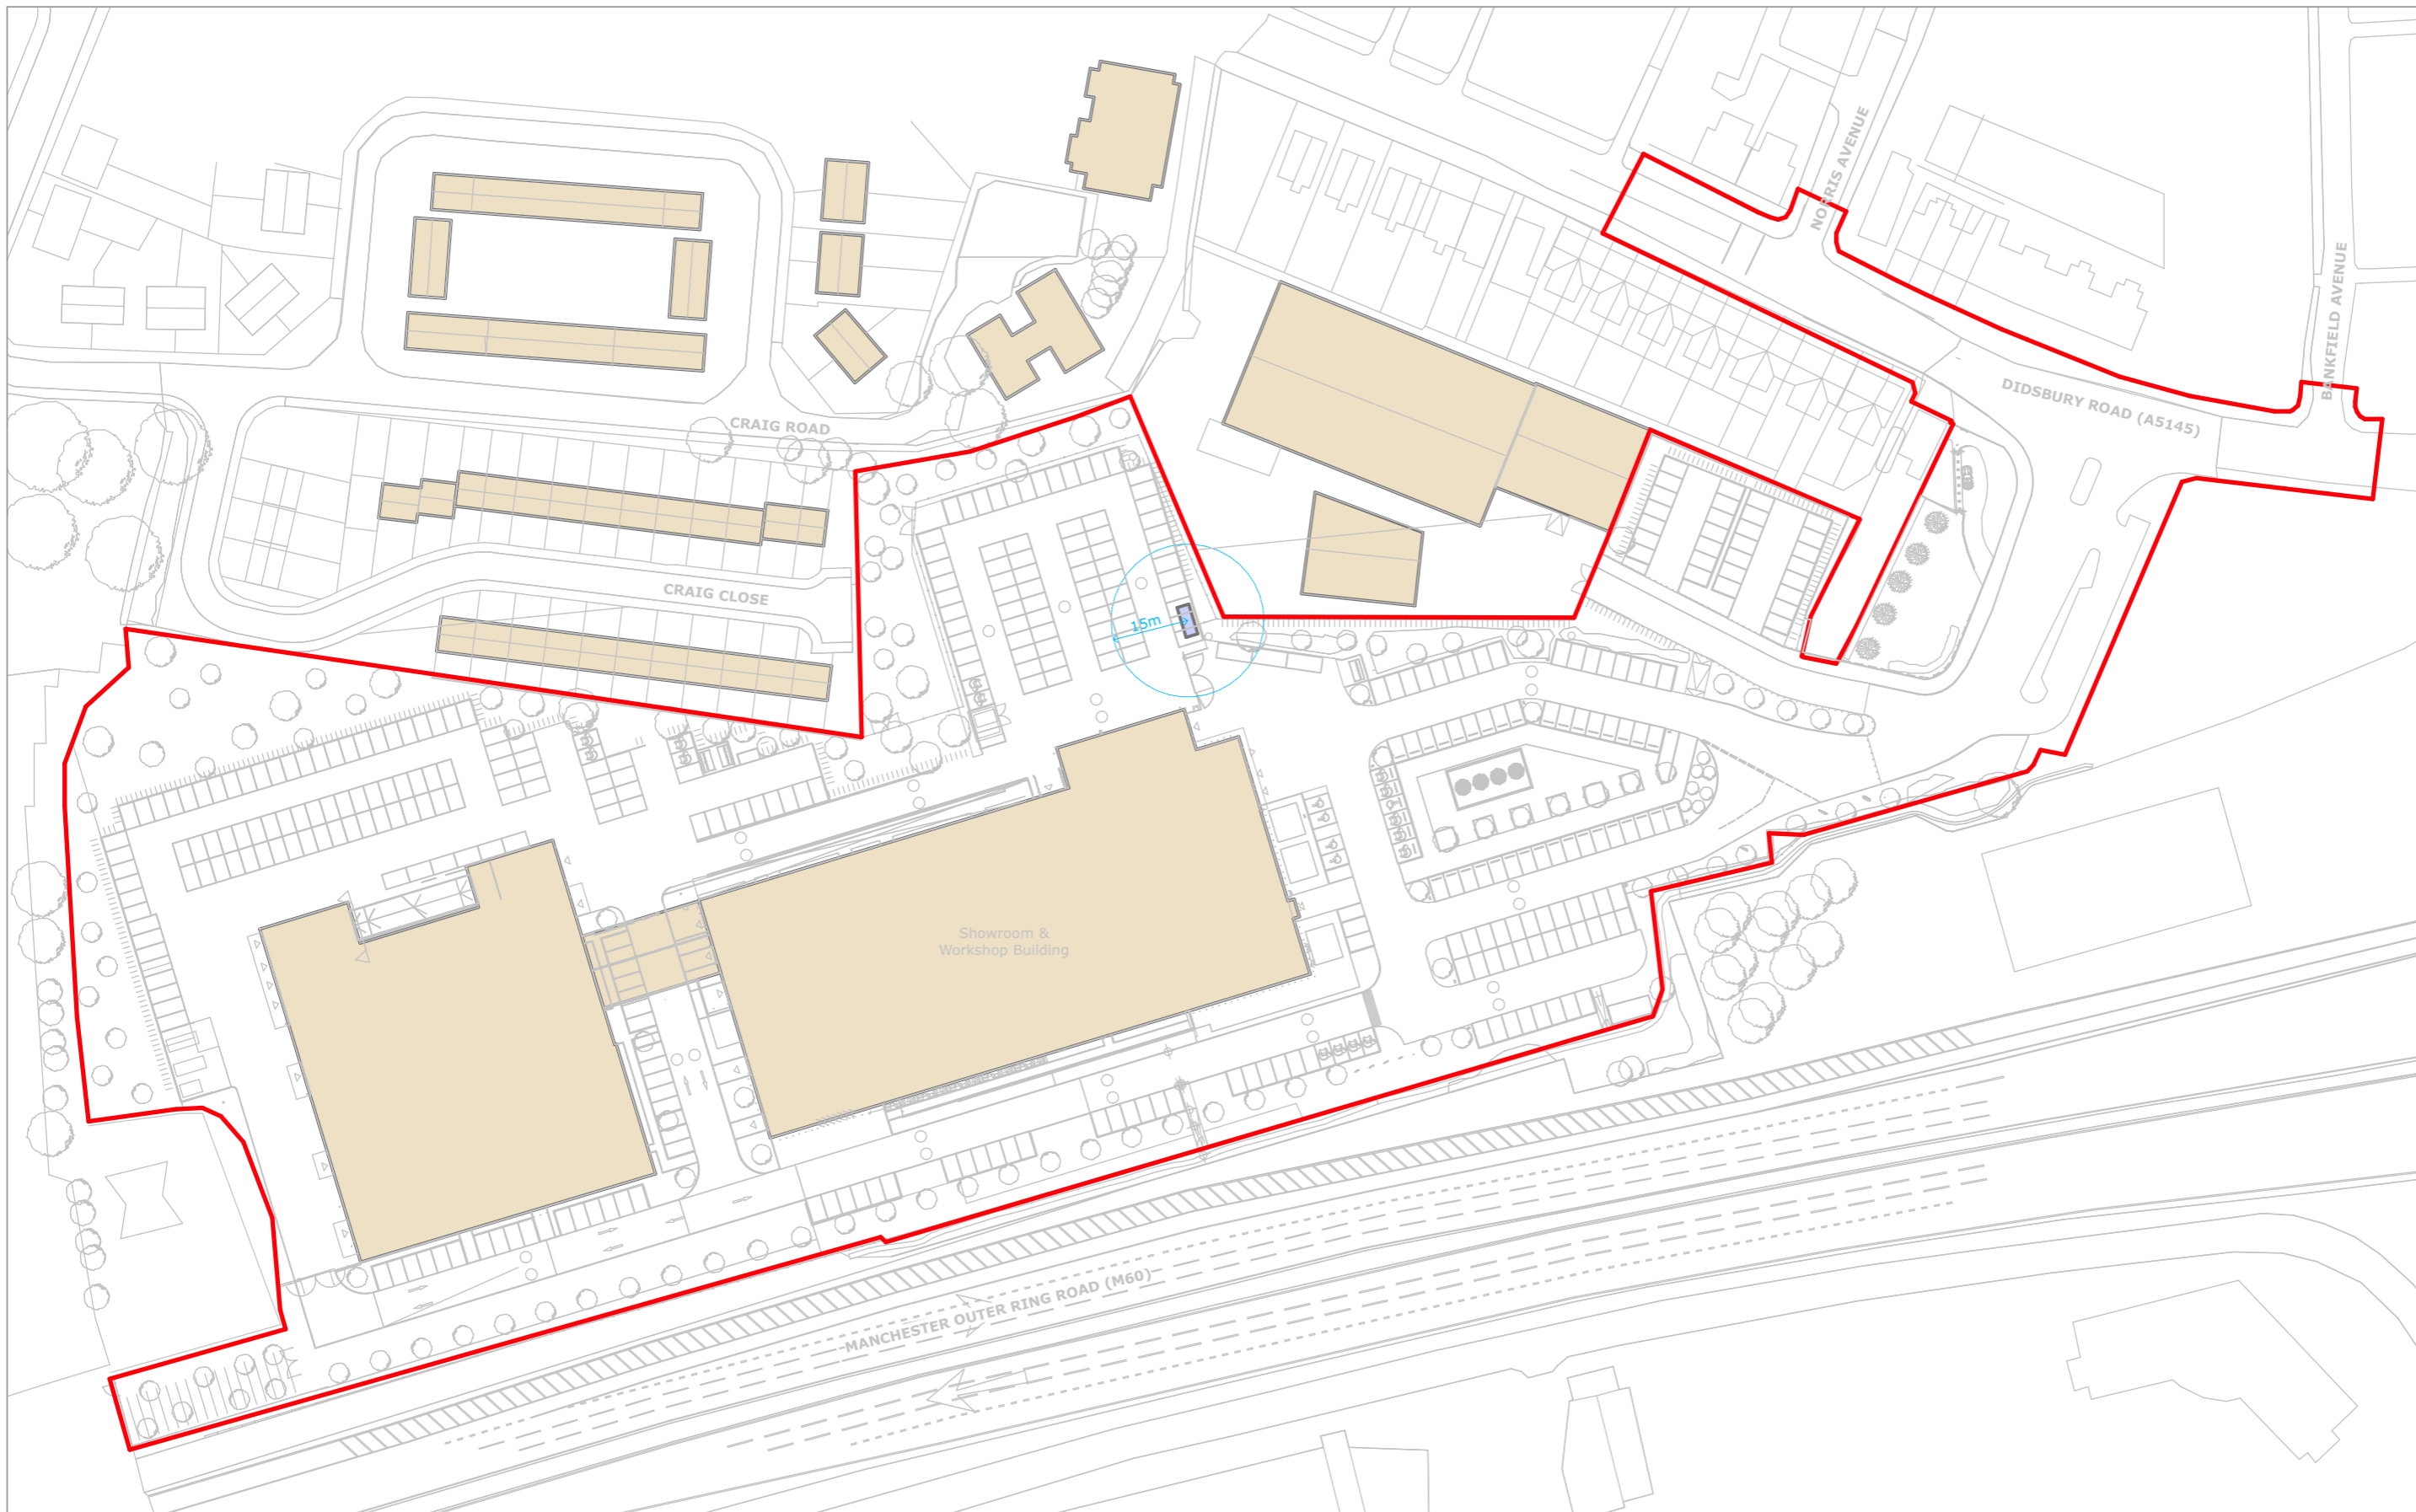 NORRIS AVENUE
BANKFIELD AVENUE
DIDSBURY ROAD (A5145)
CRAIG ROAD
CRAIG CLOSE
15m
Showroom &
Workshop Building
MANCHESTER OUTER RING ROAD (M60)